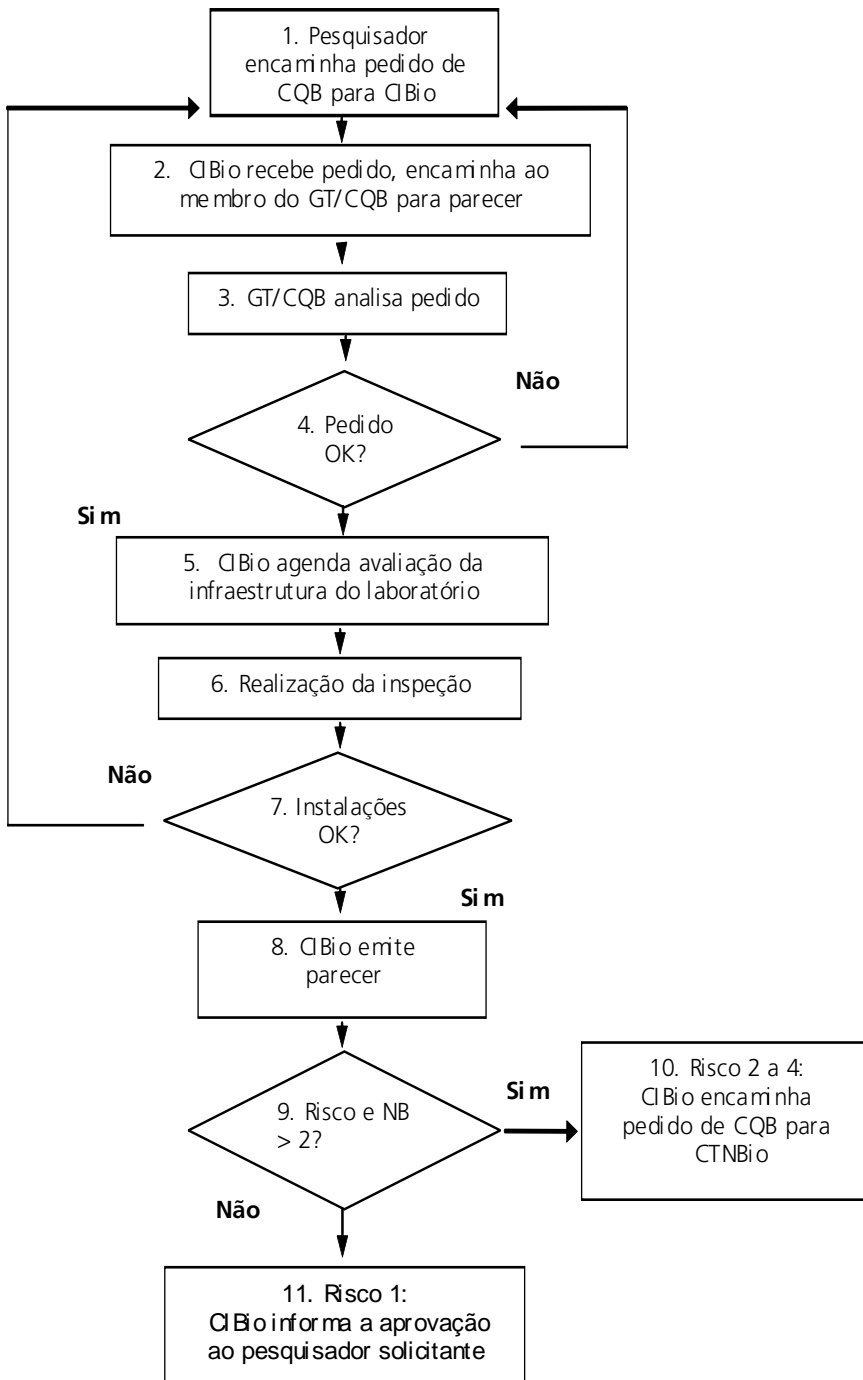 1. Pesquisador
encaminha pedido de
CQB para CIBio
2. CIBio recebe pedido, encaminha ao
membro do GT/CQB para parecer
3. GT/CQB analisa pedido
Não
4. Pedido
OK?
Sim
5. CIBio agenda avaliação da
infraestrutura do laboratório
6. Realização da inspeção
Não
7. Instalações
OK?
Sim
8. CIBio emite
parecer
9. Risco e NB
> 2?
Sim
10. Risco 2 a 4:
CIBio encaminha
pedido de CQB para
CTNBio
Não
11. Risco 1:
CIBio informa a aprovação
ao pesquisador solicitante